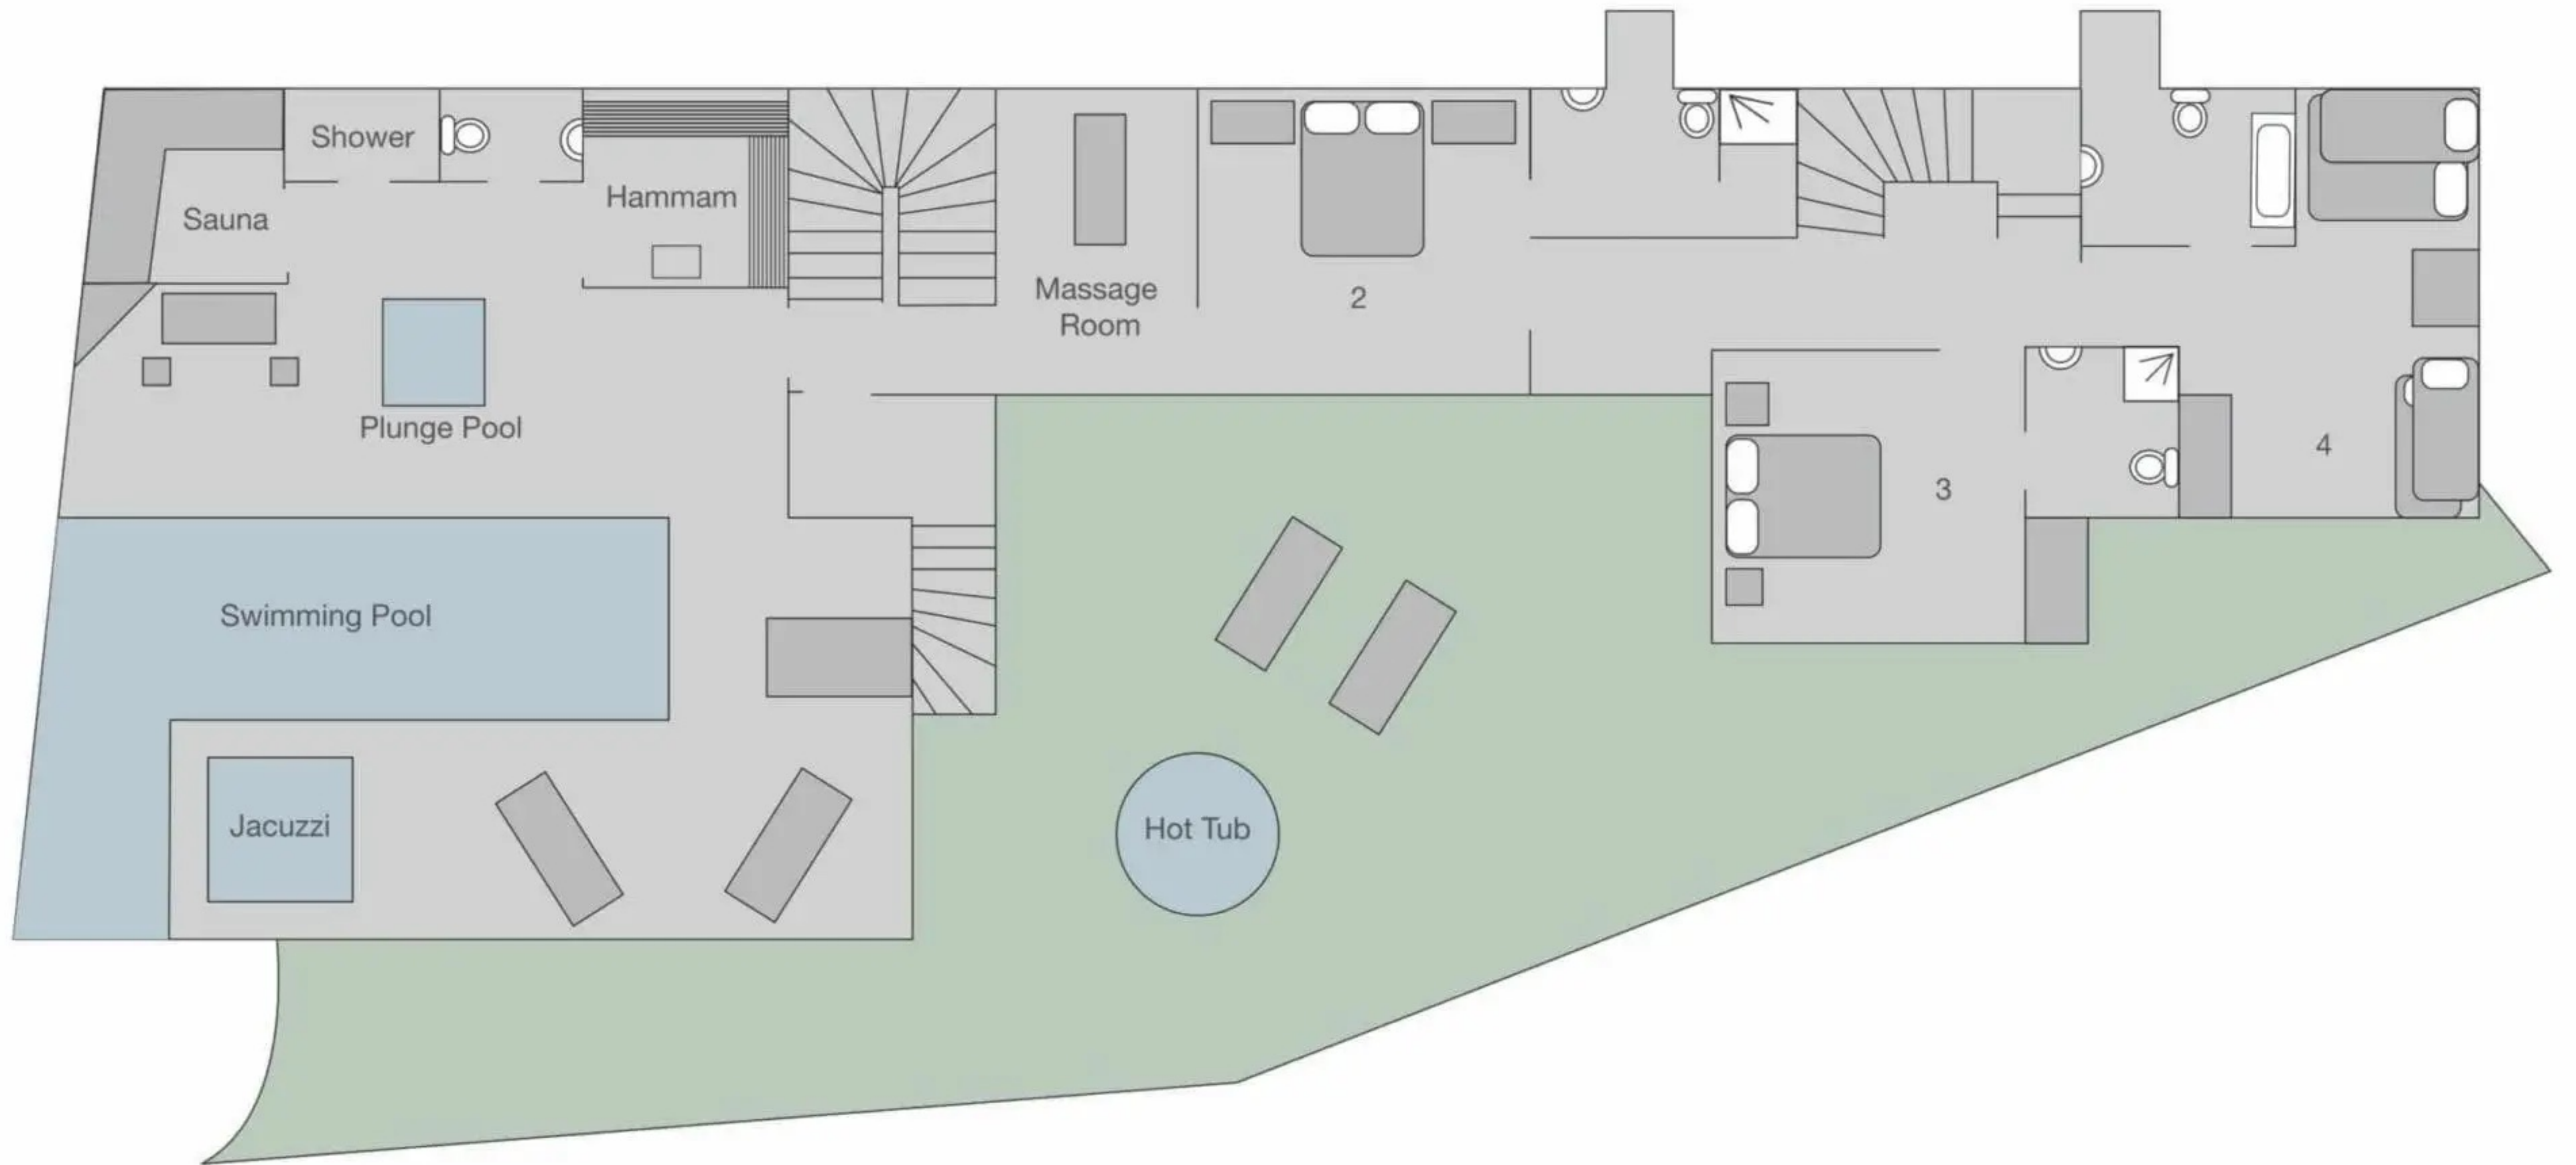 Shower
Hammam
Sauna
Massage
Room
2
Plunge Pool
3
4
Swimming Pool
Jacuzzi
Hot Tub